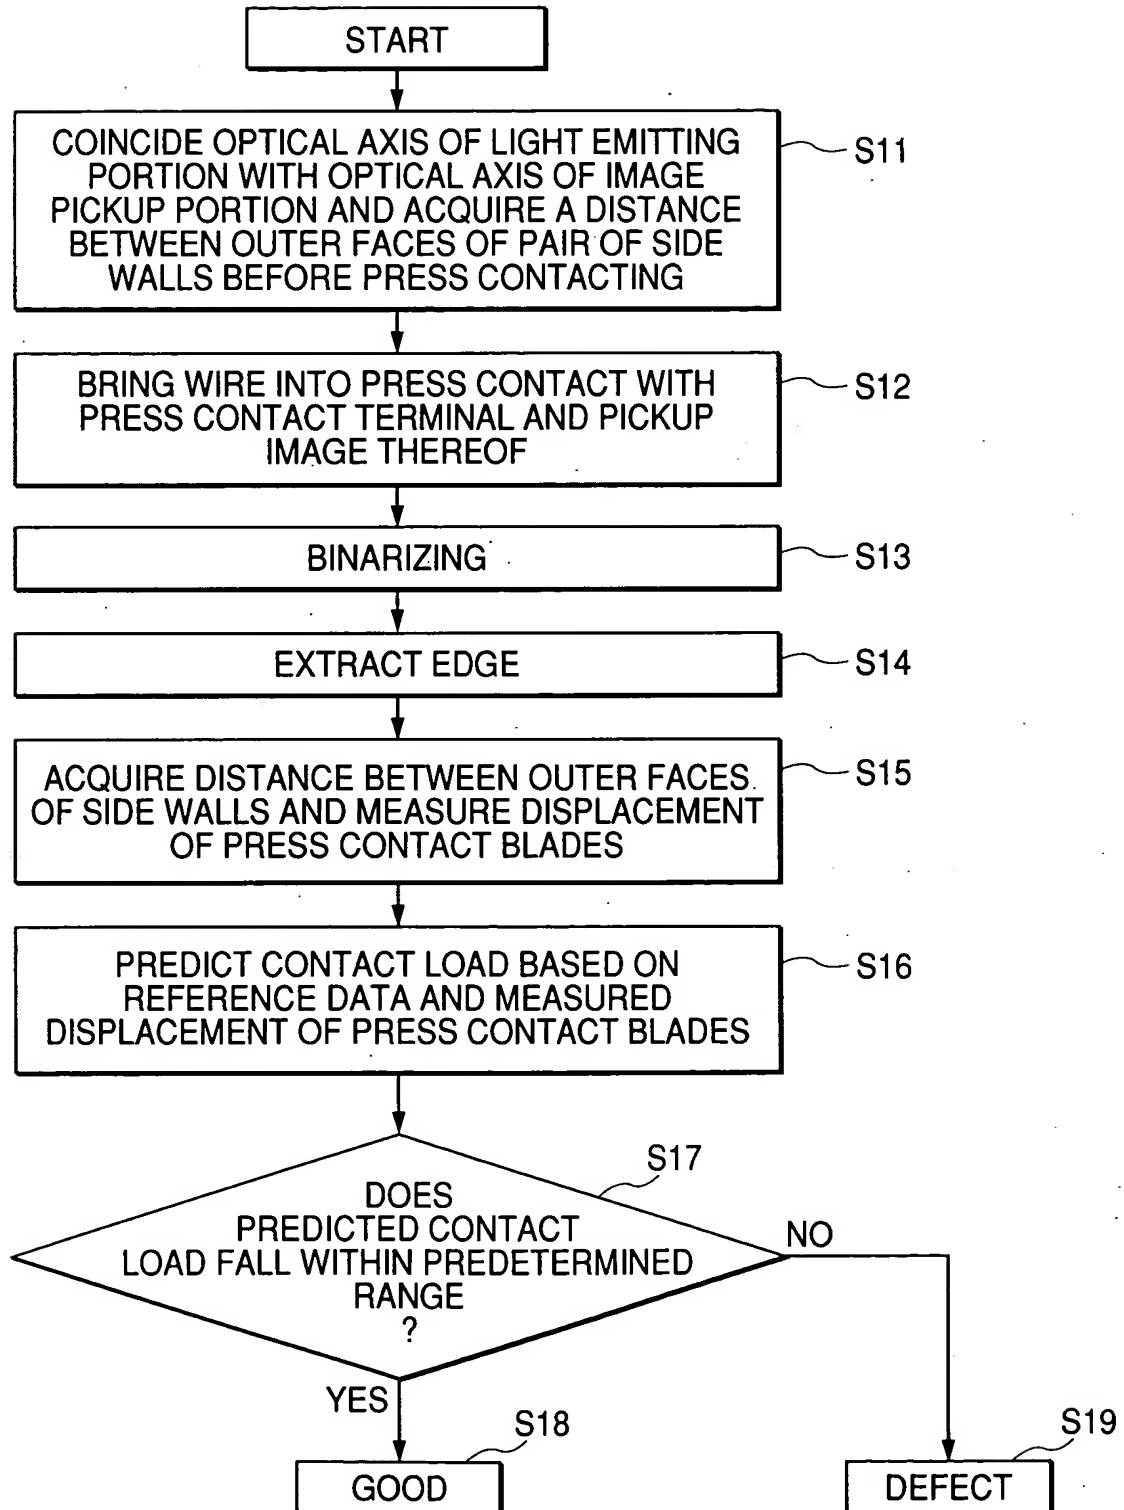 START
COINCIDE OPTICAL AXIS OF LIGHT EMITTING
PORTION WITH OPTICAL AXIS OF IMAGE
PICKUP PORTION AND ACQUIRE A DISTANCE
BETWEEN OUTER FACES OF PAIR OF SIDE
WALLS BEFORE PRESS CONTACTING
S11
BRING WIRE INTO PRESS CONTACT WITH
PRESS CONTACT TERMINAL AND PICKUP
IMAGE THEREOF
S12
BINARIZING
S13
EXTRACT EDGE
S14
ACQUIRE DISTANCE BETWEEN OUTER FACES
OF SIDE WALLS AND MEASURE DISPLACEMENT
OF PRESS CONTACT BLADES
S15
PREDICT CONTACT LOAD BASED ON
REFERENCE DATA AND MEASURED
DISPLACEMENT OF PRESS CONTACT BLADES
S16
S17
DOES
PREDICTED CONTACT
LOAD FALL WITHIN PREDETERMINED
RANGE
?
NO
YES
S18
GOOD
S19
DEFECT